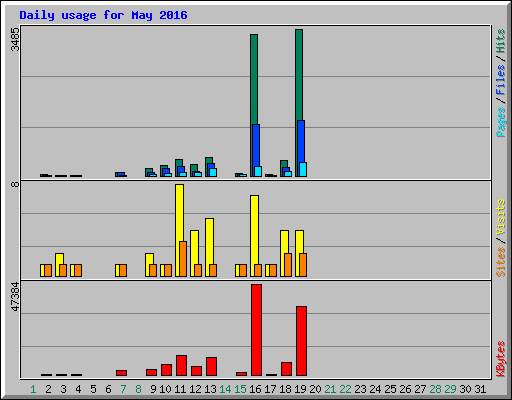 Daily usage for May 2016
3485
Pages / Files / Hits
8
Sites / Visits
47384
KBytes
1 2 3 4 5 6 7 8 9 10 11 12 13 14 15 16 17 18 19 20 21 22 23 24 25 26 27 28 29 30 31